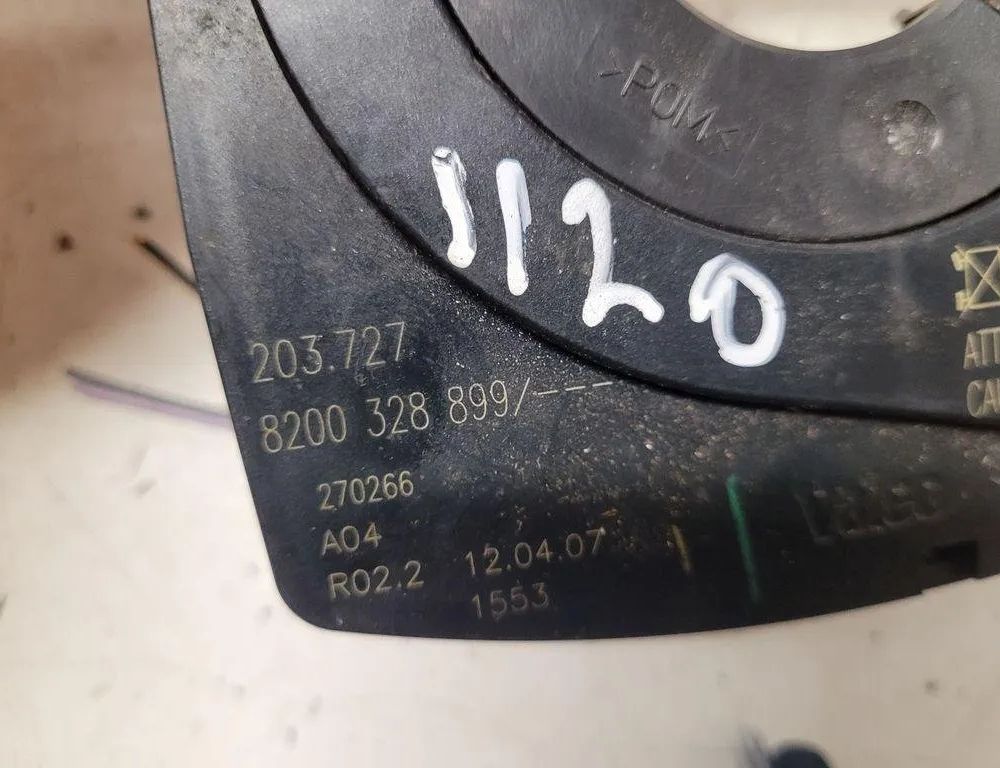 >POM<
1120
203.727
8200 328 899/---
270266
A04
R02.2 12.04.07
1553